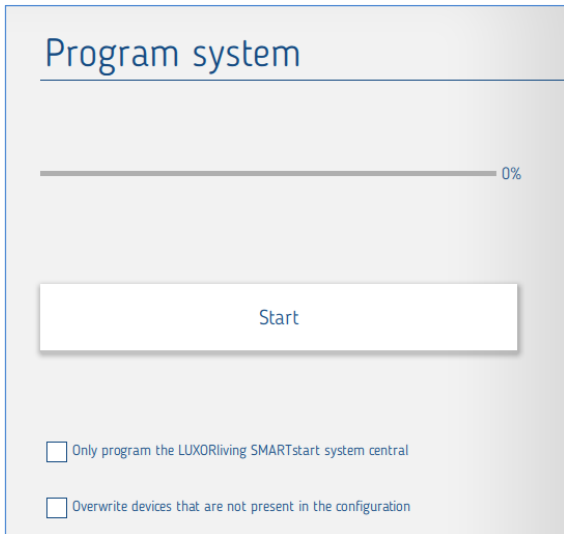 Program system
0%
Start
Only program the LUXORliving SMARTstart system central
Overwrite devices that are not present in the configuration